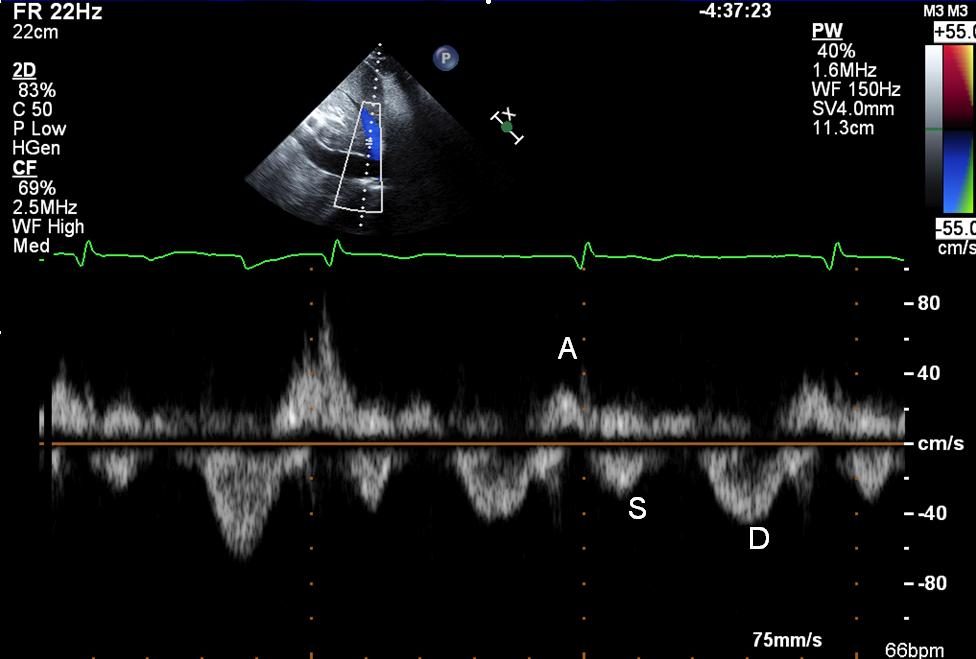 FR 22Hz
22cm
2D
83%
C 50
P Low
HGen
CF
69%
2.5MHz
WF High
Med
P
X
-4:37:23
PW
40%
1.6MHz
WF 150Hz
SV4.0mm
11.3cm
M3 M3
+55.0
-55.0
cm/s
80
40
cm/s
-40
-80
A
S
D
75mm/s
66bpm